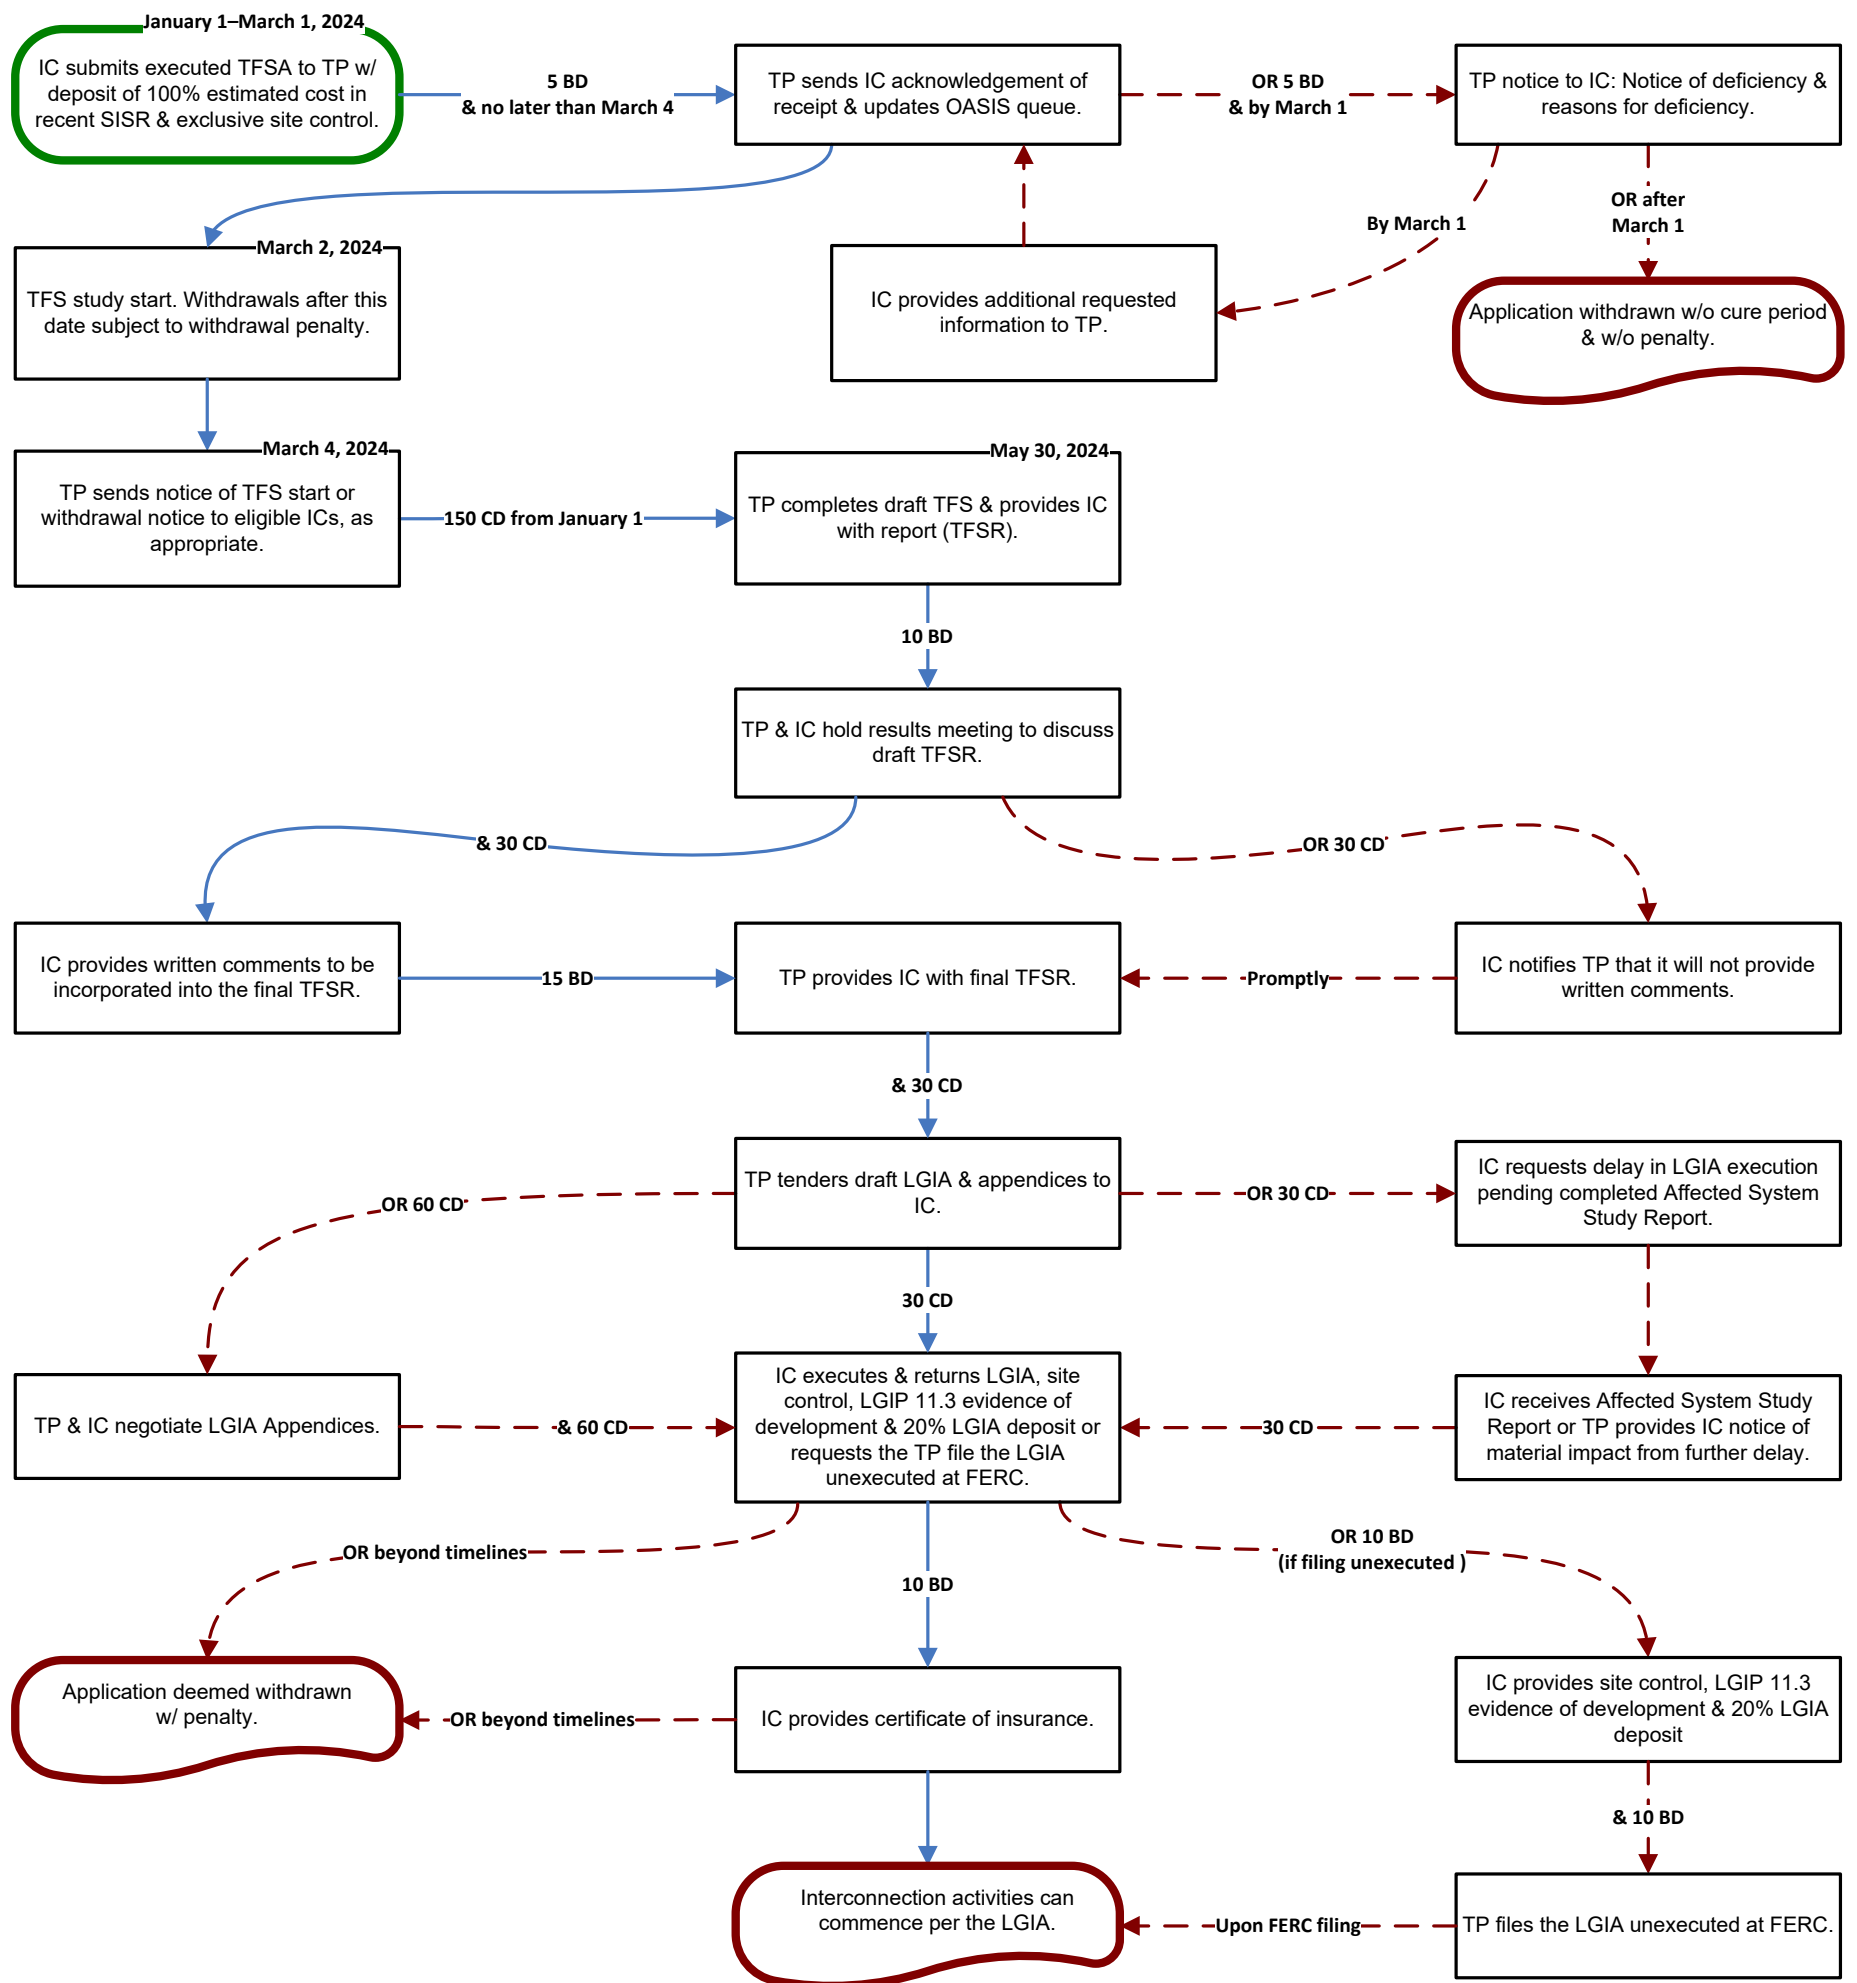 January 1–March 1, 2024
IC submits executed TFSA to TP w/
deposit of 100% estimated cost in
recent SISR & exclusive site control.
5 BD
& no later than March 4
TP sends IC acknowledgement of
receipt & updates OASIS queue.
OR 5 BD
& by March 1
TP notice to IC: Notice of deficiency &
reasons for deficiency.
By March 1
OR after
March 1
March 2, 2024
TFS study start. Withdrawals after this
date subject to withdrawal penalty.
IC provides additional requested
information to TP.
Application withdrawn w/o cure period
& w/o penalty.
March 4, 2024
TP sends notice of TFS start or
withdrawal notice to eligible ICs, as
appropriate.
150 CD from January 1
May 30, 2024
TP completes draft TFS & provides IC
with report (TFSR).
10 BD
TP & IC hold results meeting to discuss
draft TFSR.
& 30 CD
OR 30 CD
IC provides written comments to be
incorporated into the final TFSR.
15 BD
TP provides IC with final TFSR.
Promptly
IC notifies TP that it will not provide
written comments.
& 30 CD
OR 60 CD
TP tenders draft LGIA & appendices to
IC.
OR 30 CD
IC requests delay in LGIA execution
pending completed Affected System
Study Report.
30 CD
TP & IC negotiate LGIA Appendices.
& 60 CD
IC executes & returns LGIA, site
control, LGIP 11.3 evidence of
development & 20% LGIA deposit or
requests the TP file the LGIA
unexecuted at FERC.
30 CD
IC receives Affected System Study
Report or TP provides IC notice of
material impact from further delay.
OR beyond timelines
10 BD
OR 10 BD
(if filing unexecuted )
Application deemed withdrawn
w/ penalty.
OR beyond timelines
IC provides certificate of insurance.
IC provides site control, LGIP 11.3
evidence of development & 20% LGIA
deposit
& 10 BD
Interconnection activities can
commence per the LGIA.
Upon FERC filing
TP files the LGIA unexecuted at FERC.